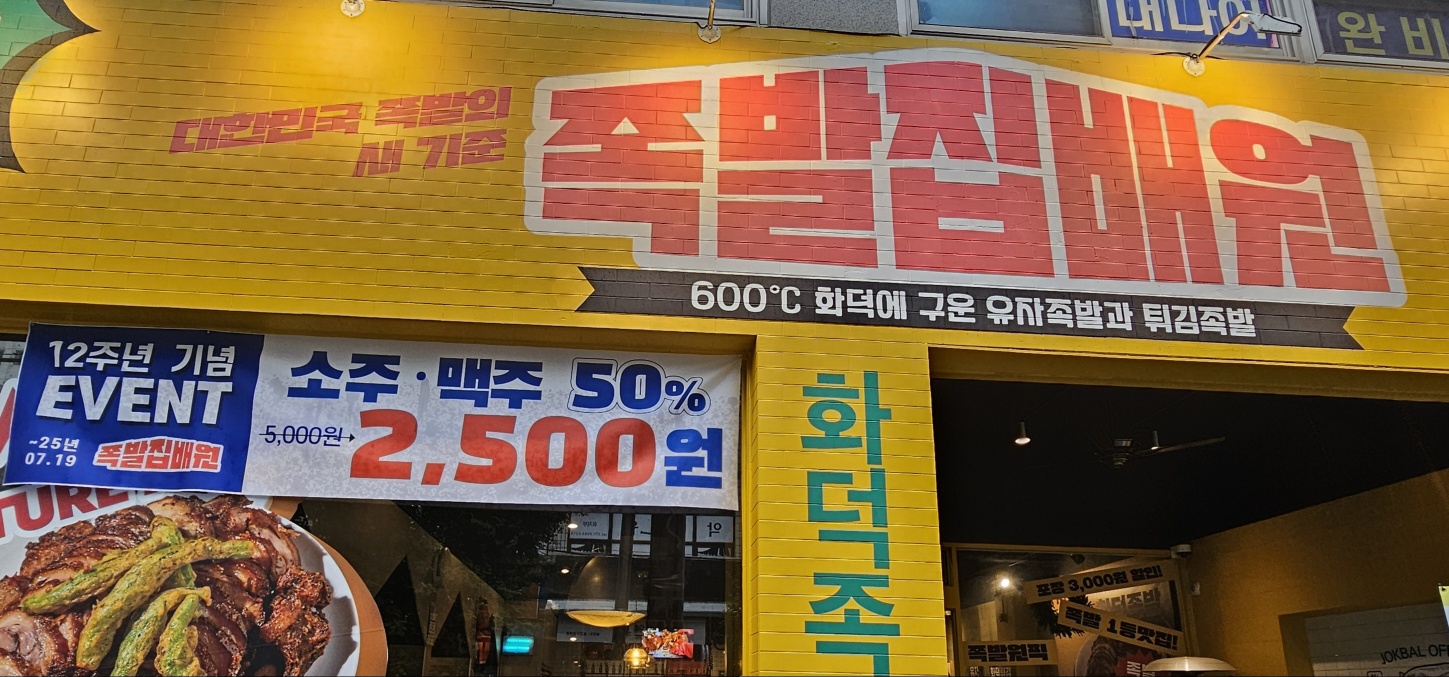 대한민국 족발의
새 기준
족발집배원
600℃ 화덕에 구운 유자족발과 튀김족발
12주년 기념
EVENT
~25년
07.19
족발집배원
소주·맥주 50%
5,000원→2,500원
화덕족
포장 3,000원 할인!
족발 1등맛집!
족발원픽
완비
JOKBAL